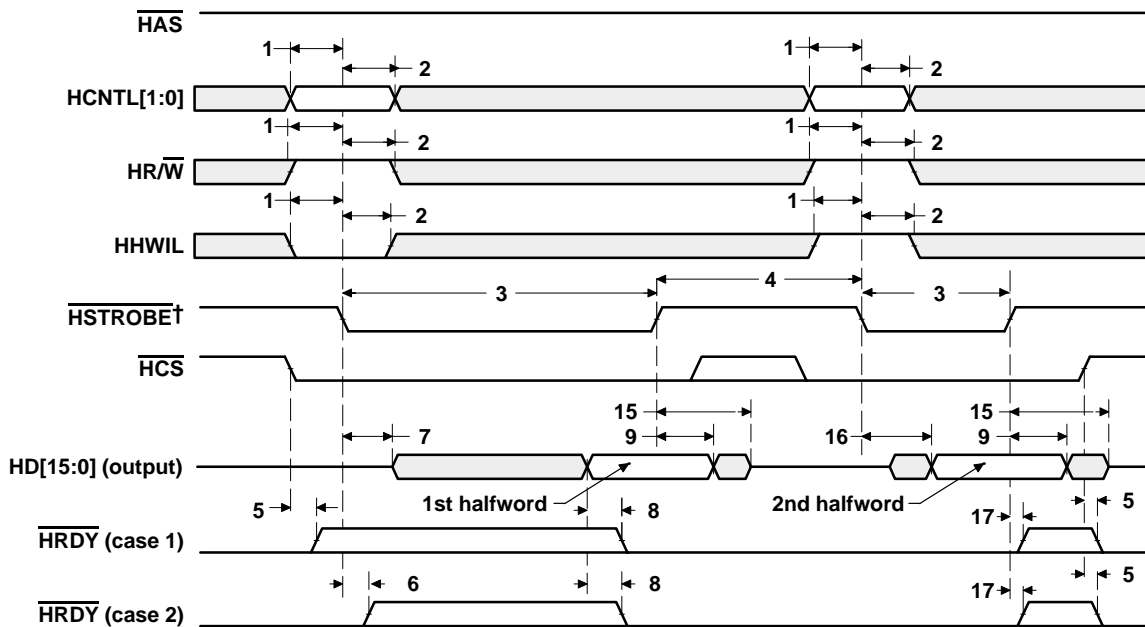 HAS
1
2
HCNTL[1:0]
1
2
1
2
HR/W
1
2
1
2
HHWIL
1
2
1
2
HSTROBE†
3
4
3
HCS
HD[15:0] (output)
7
15
9
16
15
9
1st halfword
2nd halfword
5
8
17
5
HRDY (case 1)
6
8
17
5
HRDY (case 2)